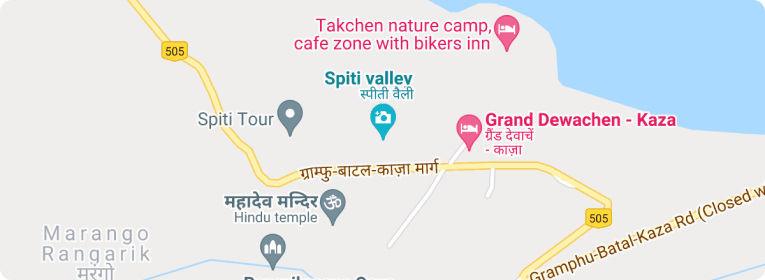 Takchen nature camp,
cafe zone with bikers inn
505
Spiti valley
स्पीती वैली
Spiti Tour
Grand Dewachen - Kaza
ग्रैंड देवाचें
- काज़ा
ग्राम्फु-बाटल-काज़ा मार्ग
महादेव मन्दिर
Hindu temple
505
Marango
Rangarik
मरंगो
Gramphu-Batal-Kaza Rd (Closed w